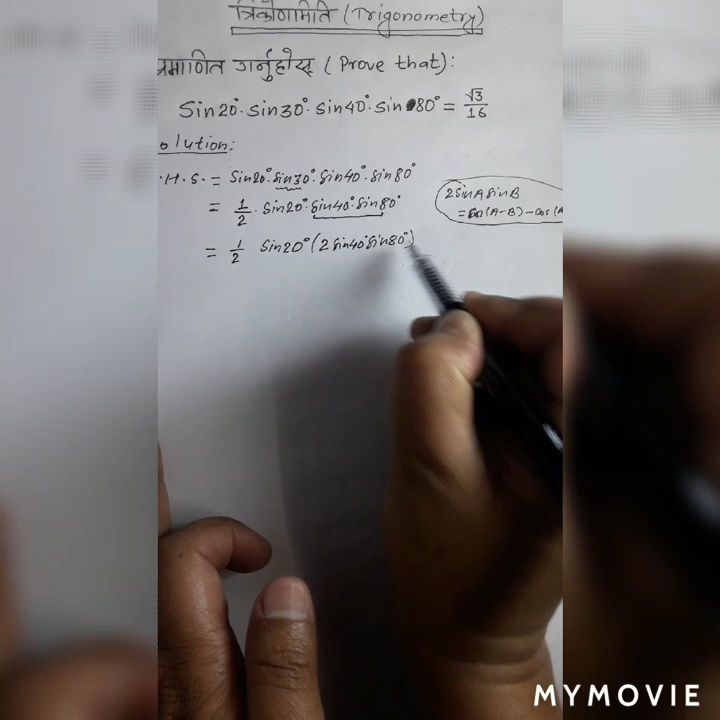 त्रिकोणमिति (Trigonometry)
प्रमाणित गर्नुहोस् (Prove that):
Sin20°. Sin30°. Sin40°. Sin80° = √3/16
olution:
.H.S. = Sin20°. Sin30°. Sin40°. Sin80°
= 1/2 . Sin20°. Sin40°. Sin80°
2SinA SinB
= Cos(A-B) - Cos(A
= 1/2 Sin20° (2 Sin40° Sin80°)
MYMOVIE